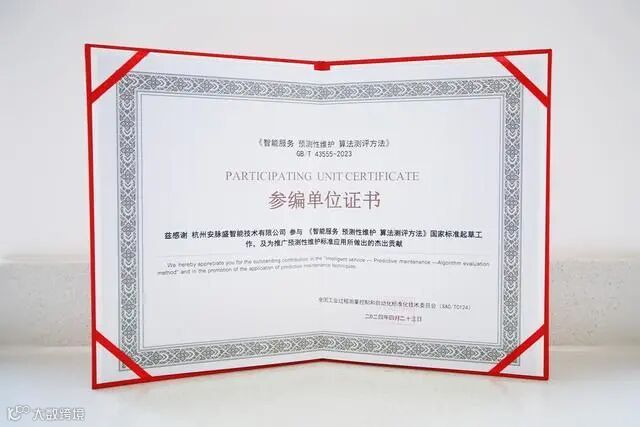 《智能服务 预测性维护 算法测评方法》
GB/T 43555-2023
PARTICIPATING UNIT CERTIFICATE
参编单位证书
兹感谢 杭州安脉盛智能技术有限公司 参与 《智能服务 预测性维护 算法测评方法》国家标准起草工
作，及为推广预测性维护标准应用所做出的杰出贡献
We hereby appreciate you for the outstanding contribution in the "Intelligent service — Predictive maintenance —Algorithm evaluation
method" and in the promotion of the application of predictive maintenance techniques.
全国工业过程测量控制和自动化标准化技术委员会（SAC/TC124）
二〇二四年四月二十三日
大数跨境